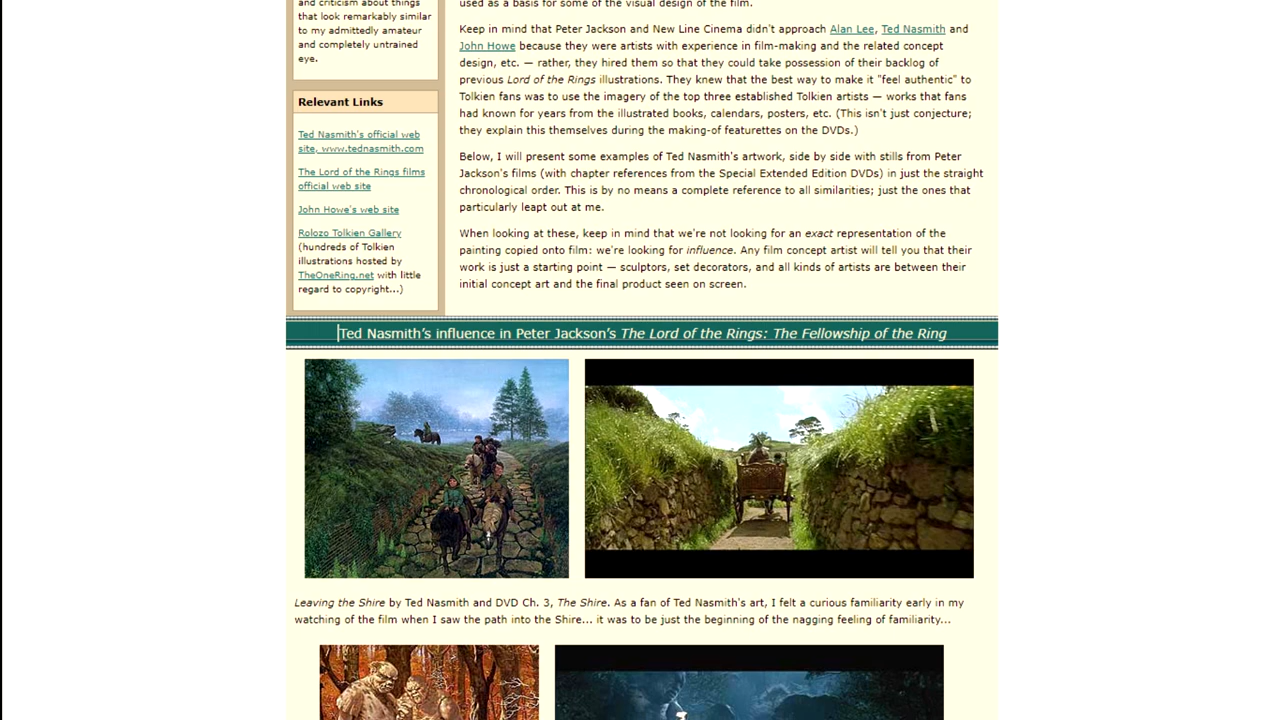 and criticism about things
that look remarkably similar
to my admittedly amateur
and completely untrained
eye.
Relevant Links
Ted Nasmith's official web
site, www.tednasmith.com
The Lord of the Rings films
official web site
John Howe's web site
Rolozo Tolkien Gallery
(hundreds of Tolkien
illustrations hosted by
TheOneRing.net with little
regard to copyright...)
used as a basis for some of the visual design of the film.
Keep in mind that Peter Jackson and New Line Cinema didn't approach Alan Lee, Ted Nasmith and
John Howe because they were artists with experience in film-making and the related concept
design, etc. — rather, they hired them so that they could take possession of their backlog of
previous Lord of the Rings illustrations. They knew that the best way to make it "feel authentic" to
Tolkien fans was to use the imagery of the top three established Tolkien artists — works that fans
had known for years from the illustrated books, calendars, posters, etc. (This isn't just conjecture;
they explain this themselves during the making-of featurettes on the DVDs.)
Below, I will present some examples of Ted Nasmith's artwork, side by side with stills from Peter
Jackson's films (with chapter references from the Special Extended Edition DVDs) in just the straight
chronological order. This is by no means a complete reference to all similarities; just the ones that
particularly leapt out at me.
When looking at these, keep in mind that we're not looking for an exact representation of the
painting copied onto film: we're looking for influence. Any film concept artist will tell you that their
work is just a starting point — sculptors, set decorators, and all kinds of artists are between their
initial concept art and the final product seen on screen.
Ted Nasmith's influence in Peter Jackson's The Lord of the Rings: The Fellowship of the Ring
Leaving the Shire by Ted Nasmith and DVD Ch. 3, The Shire. As a fan of Ted Nasmith's art, I felt a curious familiarity early in my
watching of the film when I saw the path into the Shire... it was to be just the beginning of the nagging feeling of familiarity...